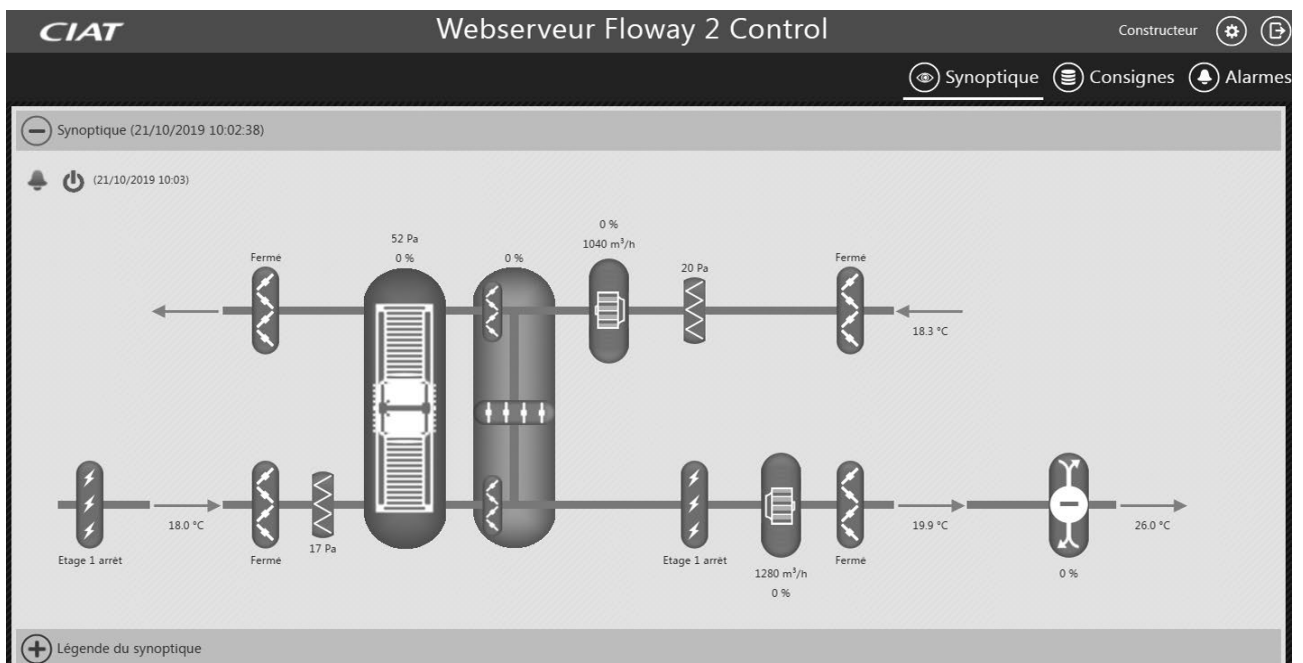 CIAT
Webserveur Floway 2 Control
Constructeur
Synoptique
Consignes
Alarmes
Synoptique (21/10/2019 10:02:38)
(21/10/2019 10:03)
0 %
1040 m³/h
52 Pa
0 %
0 %
Fermé
20 Pa
Fermé
18.3 °C
18.0 °C
19.9 °C
26.0 °C
17 Pa
Etage 1 arrêt
Fermé
Etage 1 arrêt
1280 m³/h
0 %
Fermé
0 %
Légende du synoptique